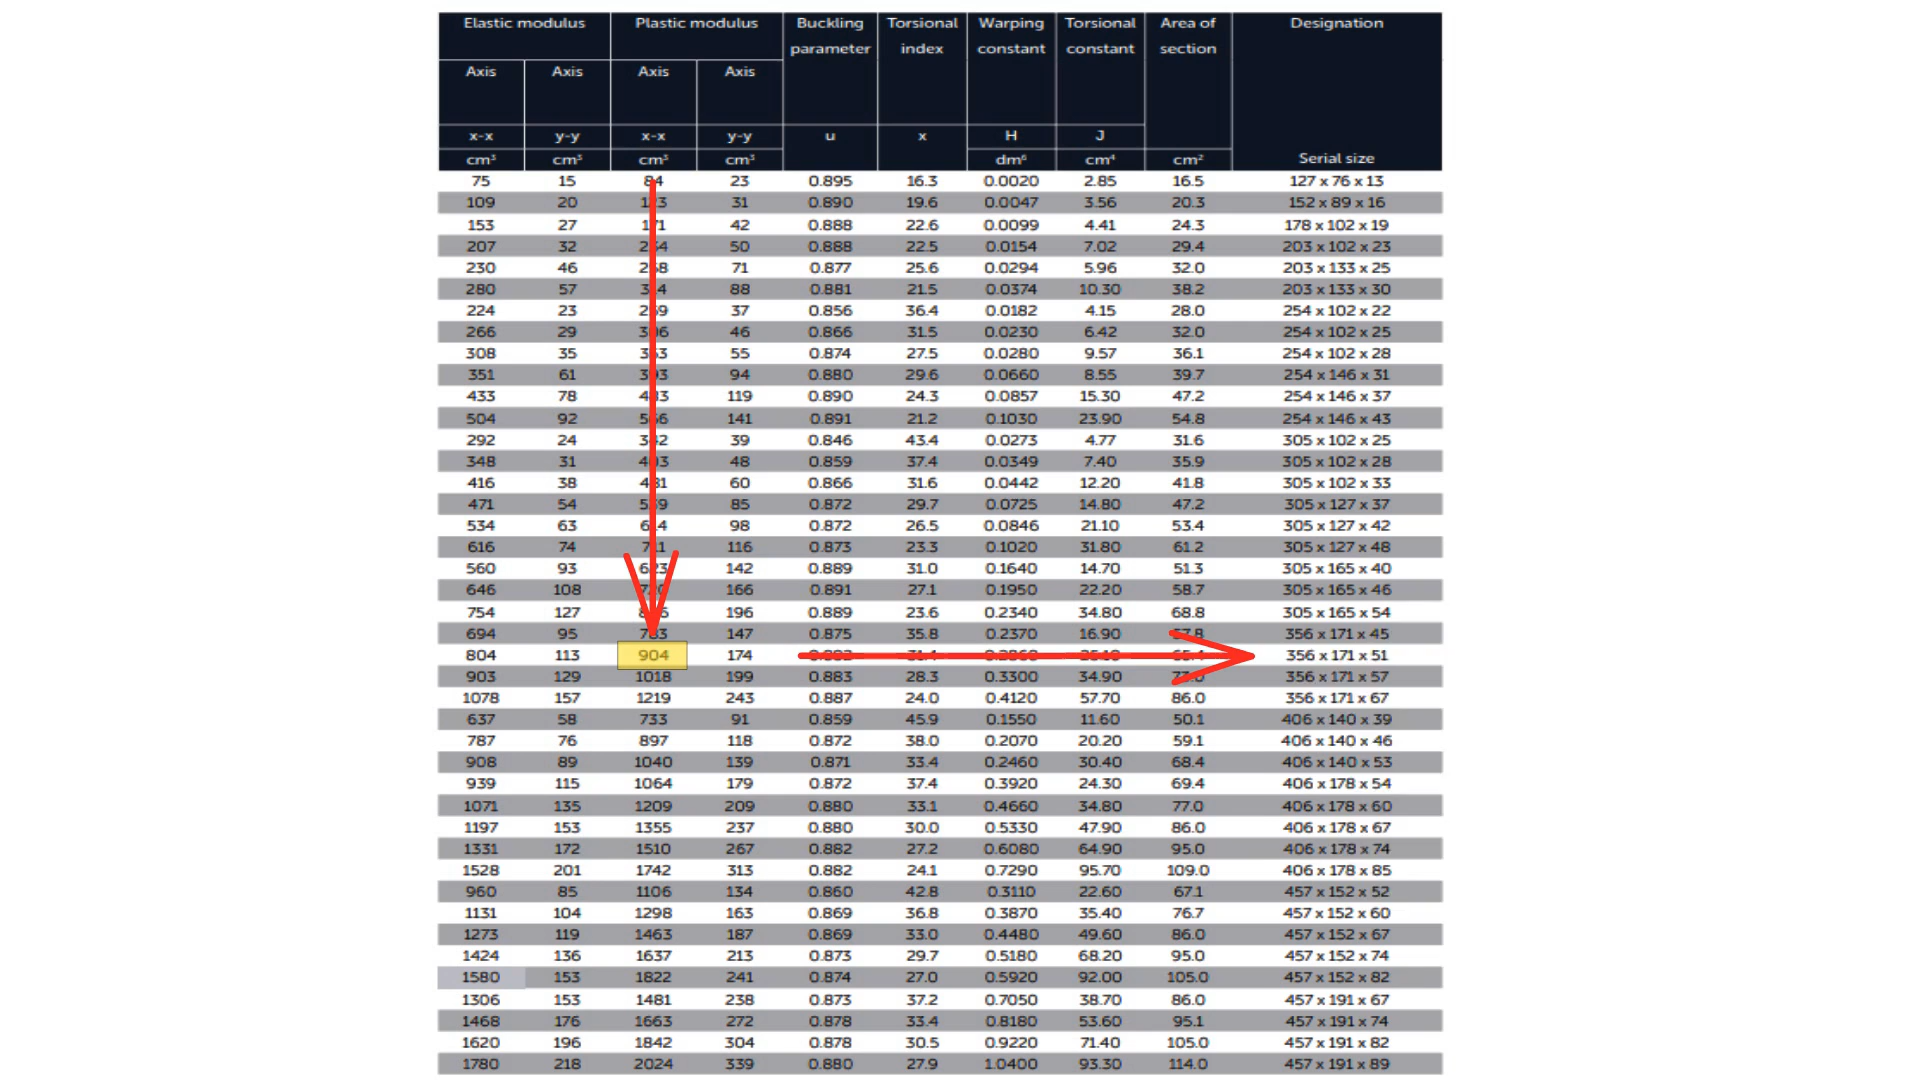 Elastic modulus Plastic modulus Buckling parameter Torsional index Warping constant Torsional constant Area of section Designation
Axis Axis Axis Axis
x-x y-y x-x y-y u x H J
cm³ cm³ cm³ cm³ dm⁶ cm⁴ cm² Serial size
75 15 84 23 0.895 16.3 0.0020 2.85 16.5 127 x 76 x 13
109 20 31 0.890 19.6 0.0047 3.56 20.3 152 x 89 x 16
153 27 171 42 0.888 22.6 0.0099 4.41 24.3 178 x 102 x 19
207 32 50 0.888 22.5 0.0154 7.02 29.4 203 x 102 x 23
230 46 71 0.877 25.6 0.0294 5.96 32.0 203 x 133 x 25
280 57 88 0.881 21.5 0.0374 10.30 38.2 203 x 133 x 30
224 23 37 0.856 36.4 0.0182 4.15 28.0 254 x 102 x 22
266 29 46 0.866 31.5 0.0230 6.42 32.0 254 x 102 x 25
308 35 55 0.874 27.5 0.0280 9.57 36.1 254 x 102 x 28
351 61 94 0.880 29.6 0.0660 8.55 39.7 254 x 146 x 31
433 78 119 0.890 24.3 0.0857 15.30 47.2 254 x 146 x 37
504 92 141 0.891 21.2 0.1030 23.90 54.8 254 x 146 x 43
292 24 39 0.846 43.4 0.0273 4.77 31.6 305 x 102 x 25
348 31 48 0.859 37.4 0.0349 7.40 35.9 305 x 102 x 28
416 38 60 0.866 31.6 0.0442 12.20 41.8 305 x 102 x 33
471 54 85 0.872 29.7 0.0725 14.80 47.2 305 x 127 x 37
534 63 98 0.872 26.5 0.0846 21.10 53.4 305 x 127 x 42
616 74 116 0.873 23.3 0.1020 31.80 61.2 305 x 127 x 48
560 93 623 142 0.889 31.0 0.1640 14.70 51.3 305 x 165 x 40
646 108 166 0.891 27.1 0.1950 22.20 58.7 305 x 165 x 46
754 127 196 0.889 23.6 0.2340 34.80 68.8 305 x 165 x 54
694 95 147 0.875 35.8 0.2370 16.90 356 x 171 x 45
804 113 904 174 356 x 171 x 51
903 129 1018 199 0.883 28.3 0.3300 34.90 356 x 171 x 57
1078 157 1219 243 0.887 24.0 0.4120 57.70 86.0 356 x 171 x 67
637 58 733 91 0.859 45.9 0.1550 11.60 50.1 406 x 140 x 39
787 76 897 118 0.872 38.0 0.2070 20.20 59.1 406 x 140 x 46
908 89 1040 139 0.871 33.4 0.2460 30.40 68.4 406 x 140 x 53
939 115 1064 179 0.872 37.4 0.3920 24.30 69.4 406 x 178 x 54
1071 135 1209 209 0.880 33.1 0.4660 34.80 77.0 406 x 178 x 60
1197 153 1355 237 0.880 30.0 0.5330 47.90 86.0 406 x 178 x 67
1331 172 1510 267 0.882 27.2 0.6080 64.90 95.0 406 x 178 x 74
1528 201 1742 313 0.882 24.1 0.7290 95.70 109.0 406 x 178 x 85
960 85 1106 134 0.860 42.8 0.3110 22.60 67.1 457 x 152 x 52
1131 104 1298 163 0.869 36.8 0.3870 35.40 76.7 457 x 152 x 60
1273 119 1463 187 0.869 33.0 0.4480 49.60 86.0 457 x 152 x 67
1424 136 1637 213 0.873 29.7 0.5180 68.20 95.0 457 x 152 x 74
1580 153 1822 241 0.874 27.0 0.5920 92.00 105.0 457 x 152 x 82
1306 153 1481 238 0.873 37.2 0.7050 38.70 86.0 457 x 191 x 67
1468 176 1663 272 0.878 33.4 0.8180 53.60 95.1 457 x 191 x 74
1620 196 1842 304 0.878 30.5 0.9220 71.40 105.0 457 x 191 x 82
1780 218 2024 339 0.880 27.9 1.0400 93.30 114.0 457 x 191 x 89